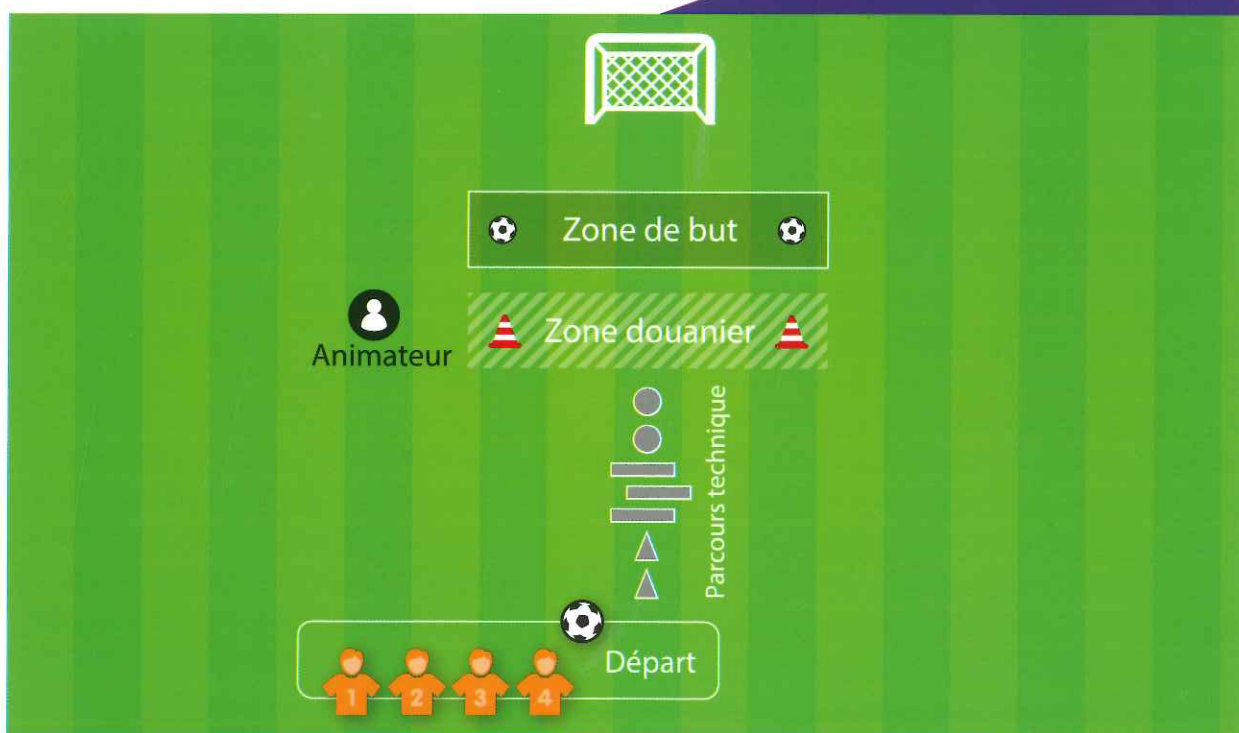 Zone de but
Zone douanier
Animateur
Parcours technique
Départ
1 2 3 4